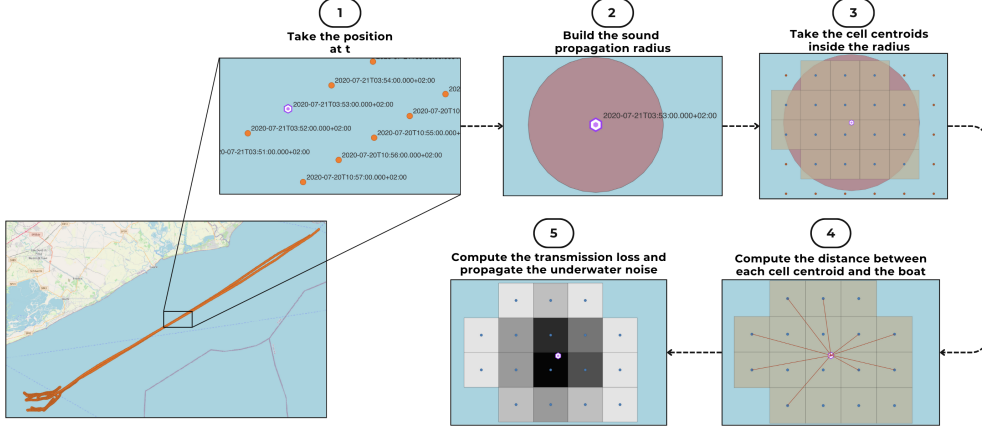 1
Take the position
at t
2020-07-21T03:54:00.000+02:00
202
2020-07-21T03:53:00.000+02:00
2020-07-20T10
2020-07-21T03:52:00.000+02:00
2020-07-20T10:55:00.000+
0-07-21T03:51:00.000+02:00
2020-07-20T10:56:00.000+02:00
2020-07-20T10:57:00.000+02:00
2
Build the sound
propagation radius
2020-07-21T03:53:00.000+02:00
3
Take the cell centroids
inside the radius
4
Compute the distance between
each cell centroid and the boat
5
Compute the transmission loss and
propagate the underwater noise